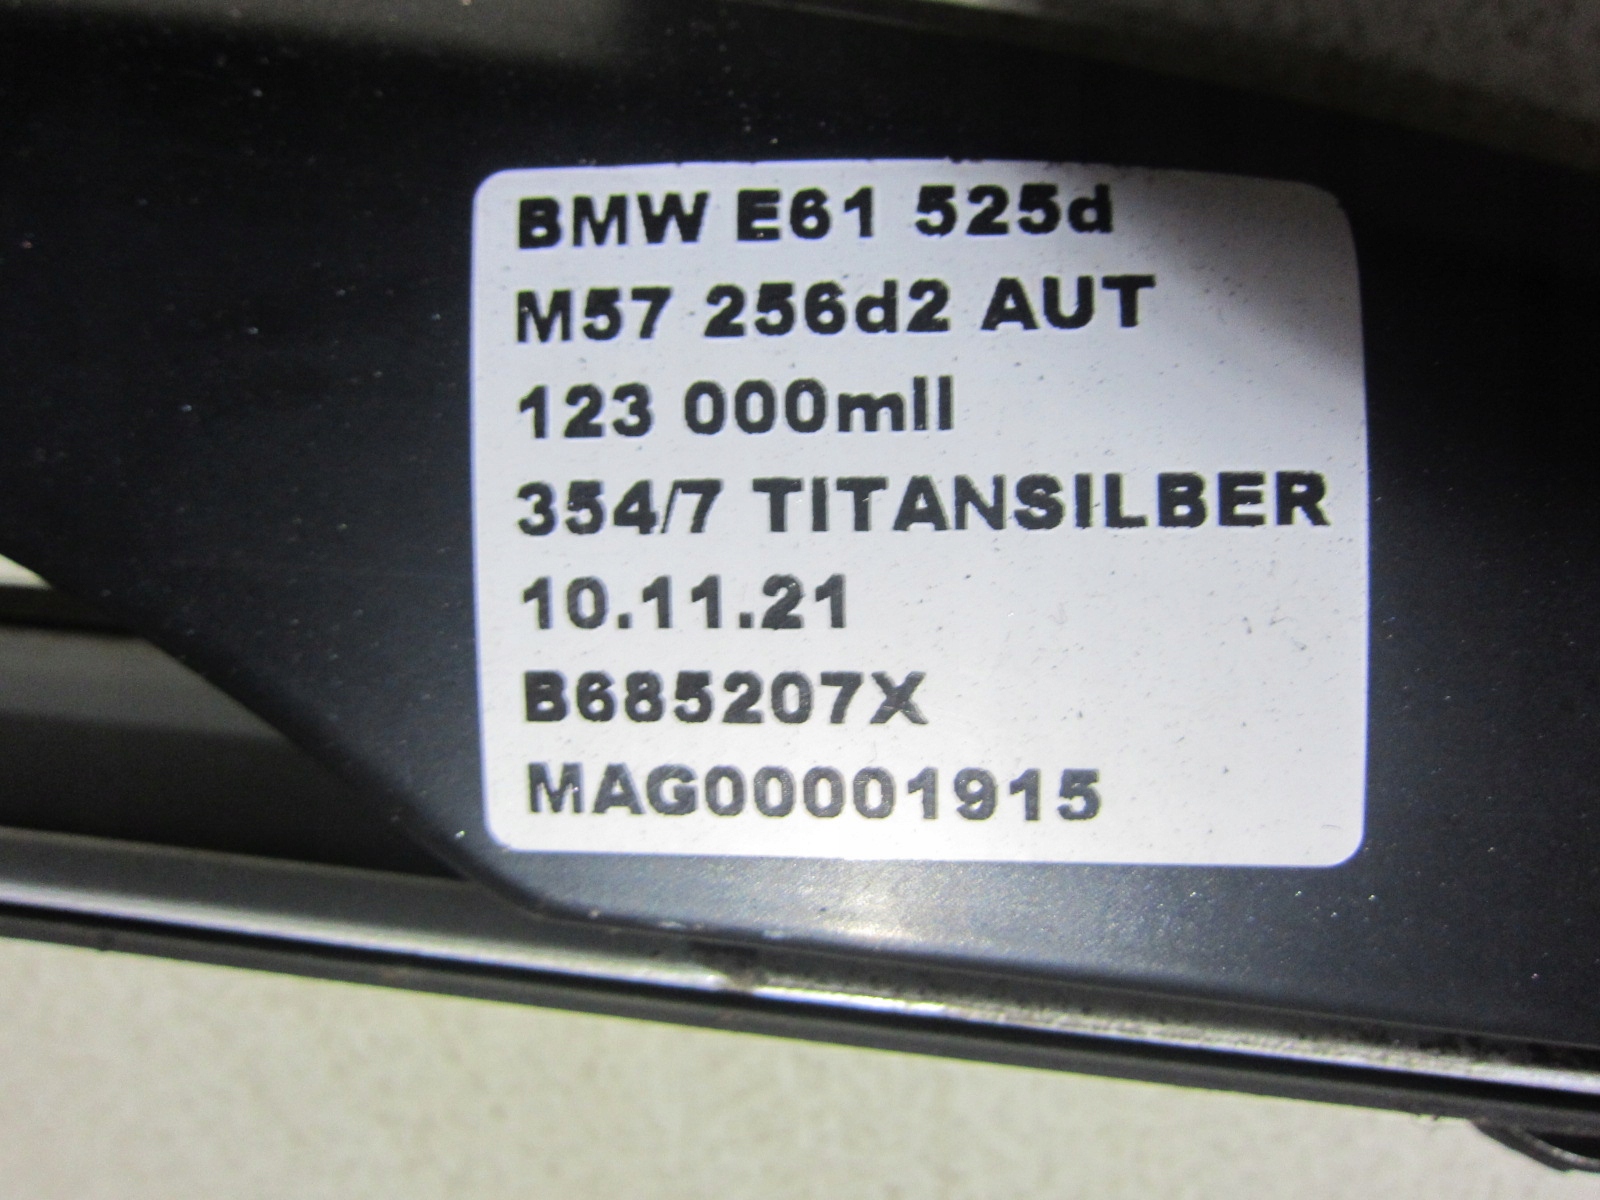 BMW E61 525d
M57 256d2 AUT
123 000mll
354/7 TITANSILBER
10.11.21
B685207X
MAG00001915